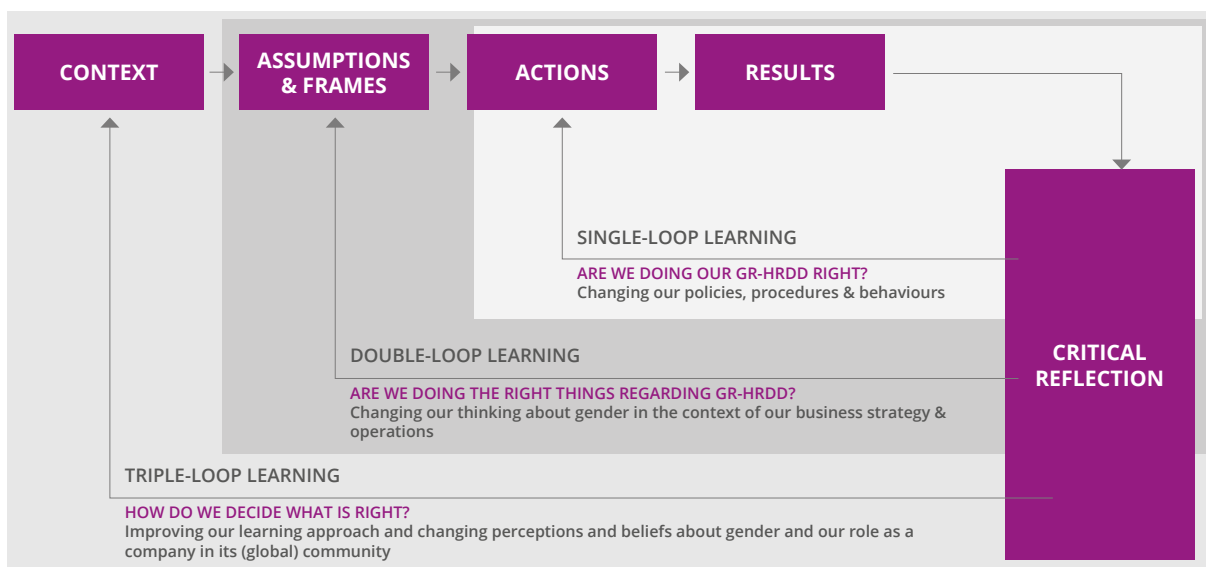 CONTEXT
ASSUMPTIONS
& FRAMES
ACTIONS
RESULTS
SINGLE-LOOP LEARNING
ARE WE DOING OUR GR-HRDD RIGHT?
Changing our policies, procedures & behaviours
DOUBLE-LOOP LEARNING
ARE WE DOING THE RIGHT THINGS REGARDING GR-HRDD?
Changing our thinking about gender in the context of our business strategy &
operations
CRITICAL
REFLECTION
TRIPLE-LOOP LEARNING
HOW DO WE DECIDE WHAT IS RIGHT?
Improving our learning approach and changing perceptions and beliefs about gender and our role as a
company in its (global) community